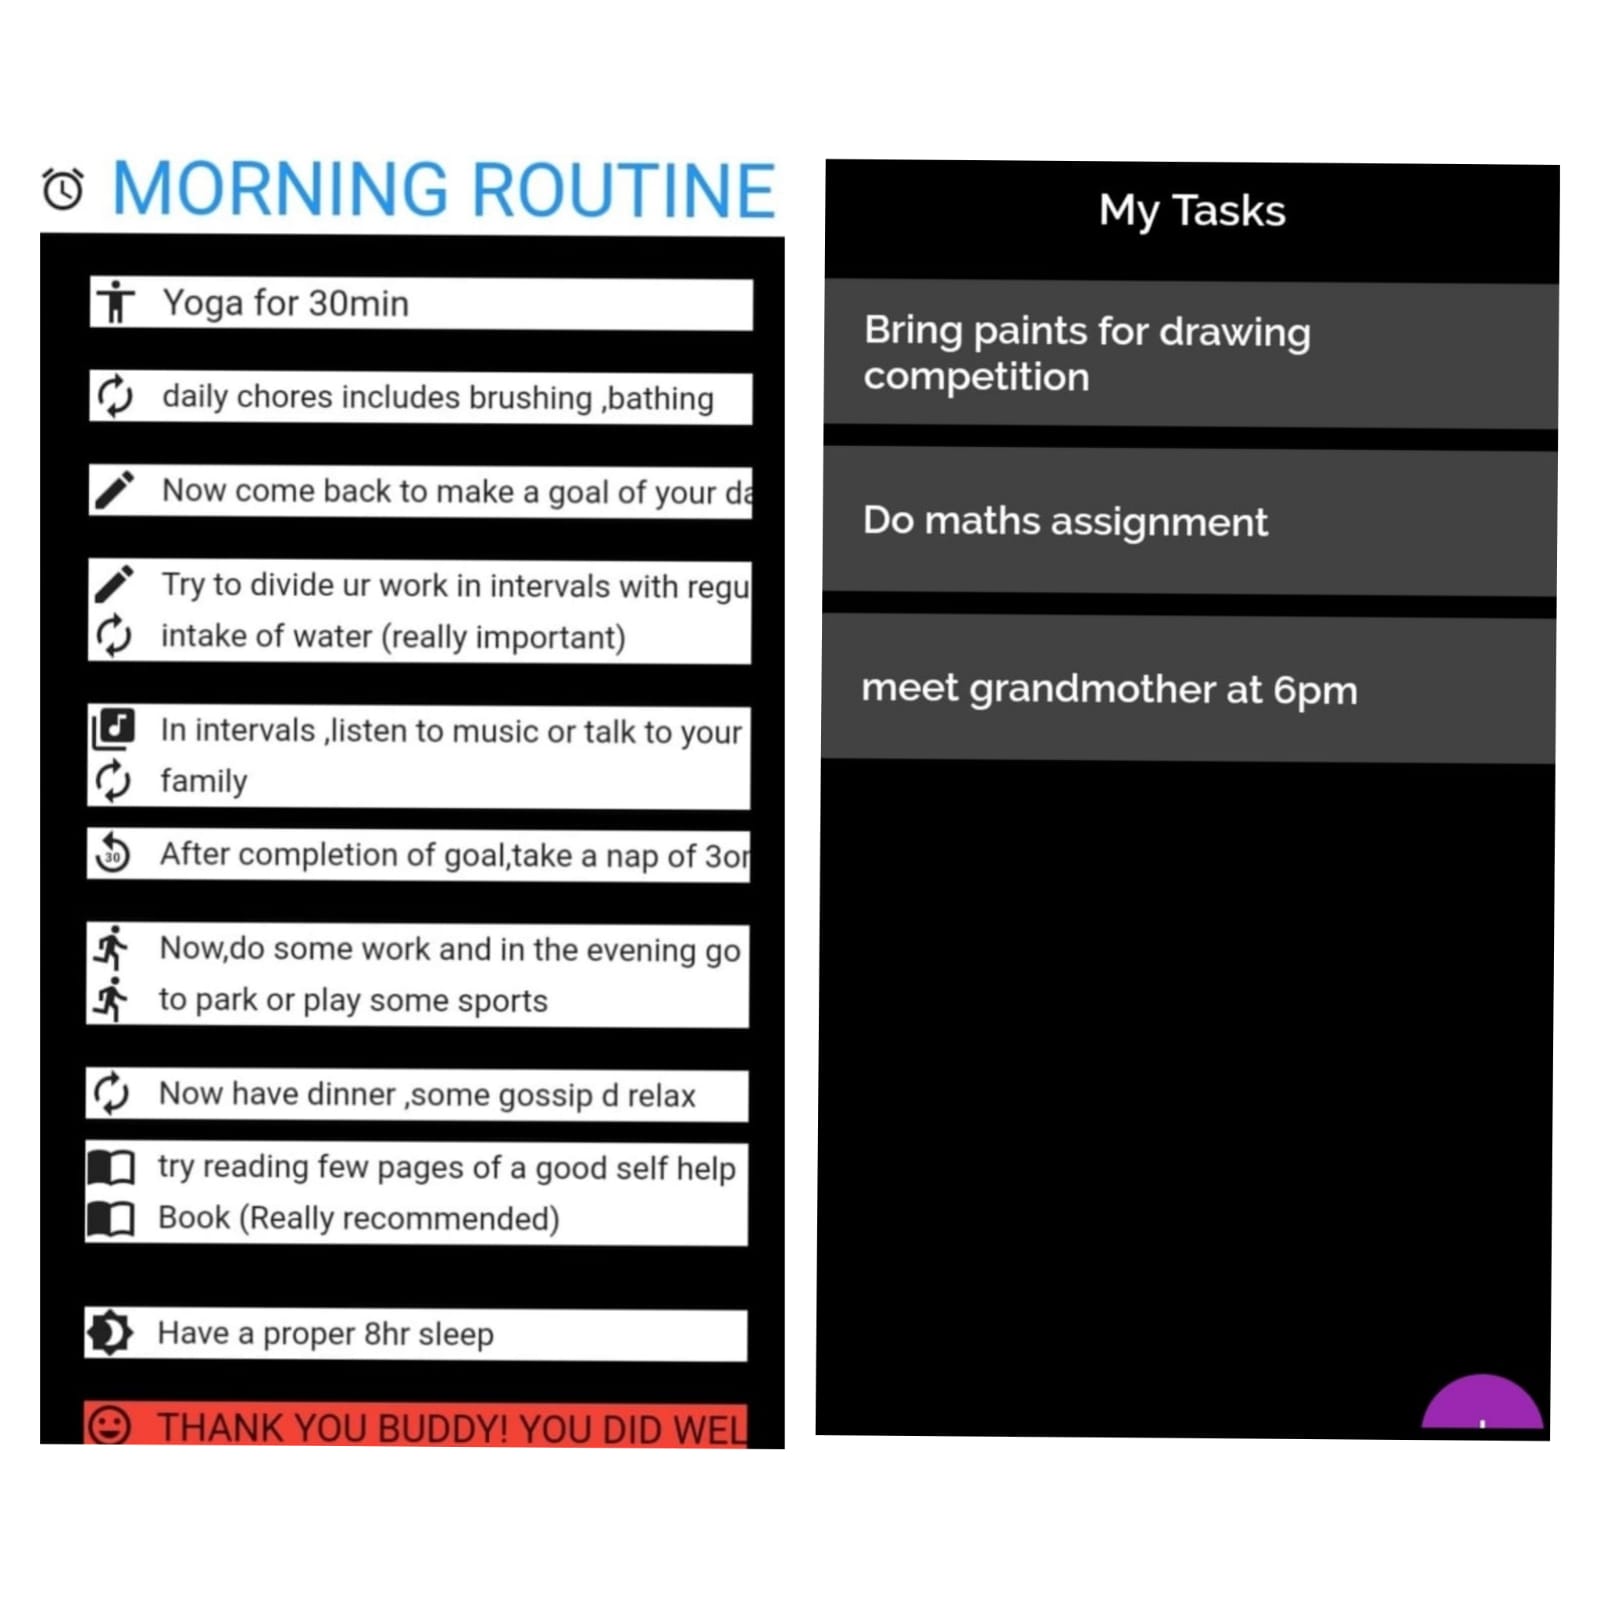 MORNING ROUTINE
Yoga for 30min
daily chores includes brushing ,bathing
Now come back to make a goal of your da
Try to divide ur work in intervals with regu
intake of water (really important)
In intervals ,listen to music or talk to your
family
30
After completion of goal,take a nap of 3or
Now,do some work and in the evening go
to park or play some sports
Now have dinner ,some gossip d relax
try reading few pages of a good self help
Book (Really recommended)
Have a proper 8hr sleep
THANK YOU BUDDY! YOU DID WEL
My Tasks
Bring paints for drawing
competition
Do maths assignment
meet grandmother at 6pm